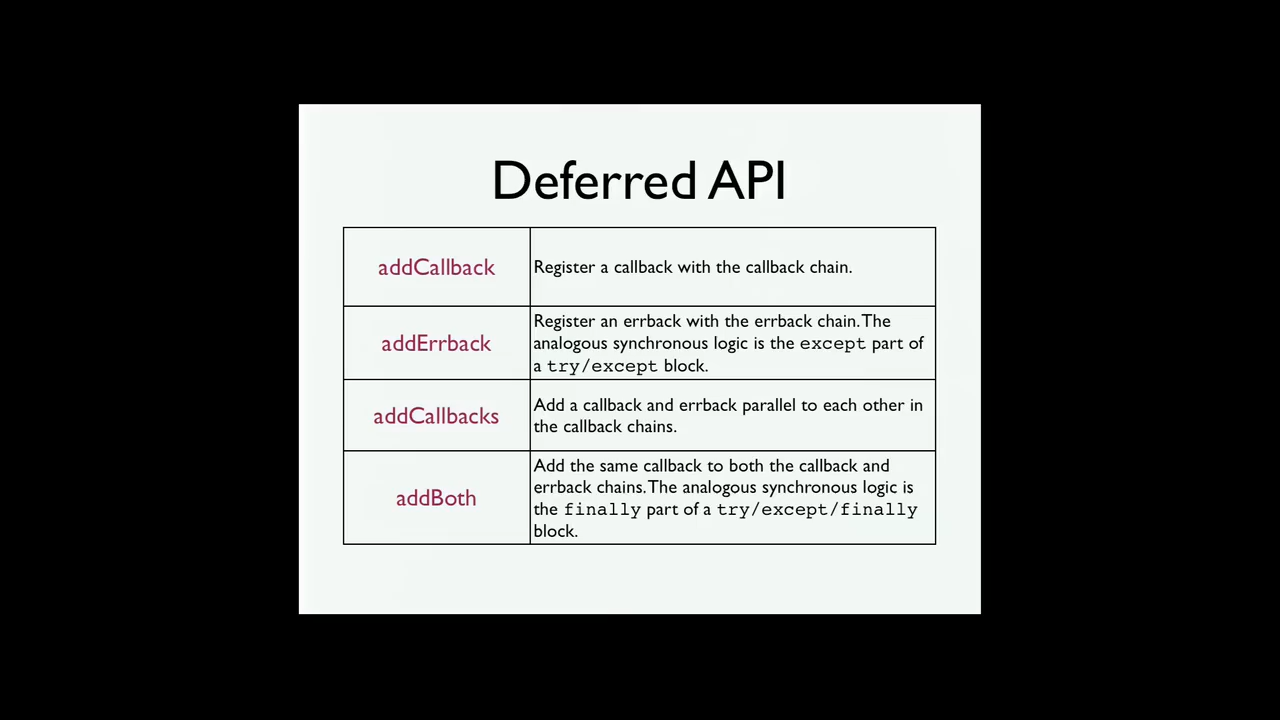 Deferred API
addCallback
Register a callback with the callback chain.
addErrback
Register an errback with the errback chain. The
analogous synchronous logic is the except part of
a try/except block.
addCallbacks
Add a callback and errback parallel to each other in
the callback chains.
addBoth
Add the same callback to both the callback and
errback chains. The analogous synchronous logic is
the finally part of a try/except/finally
block.